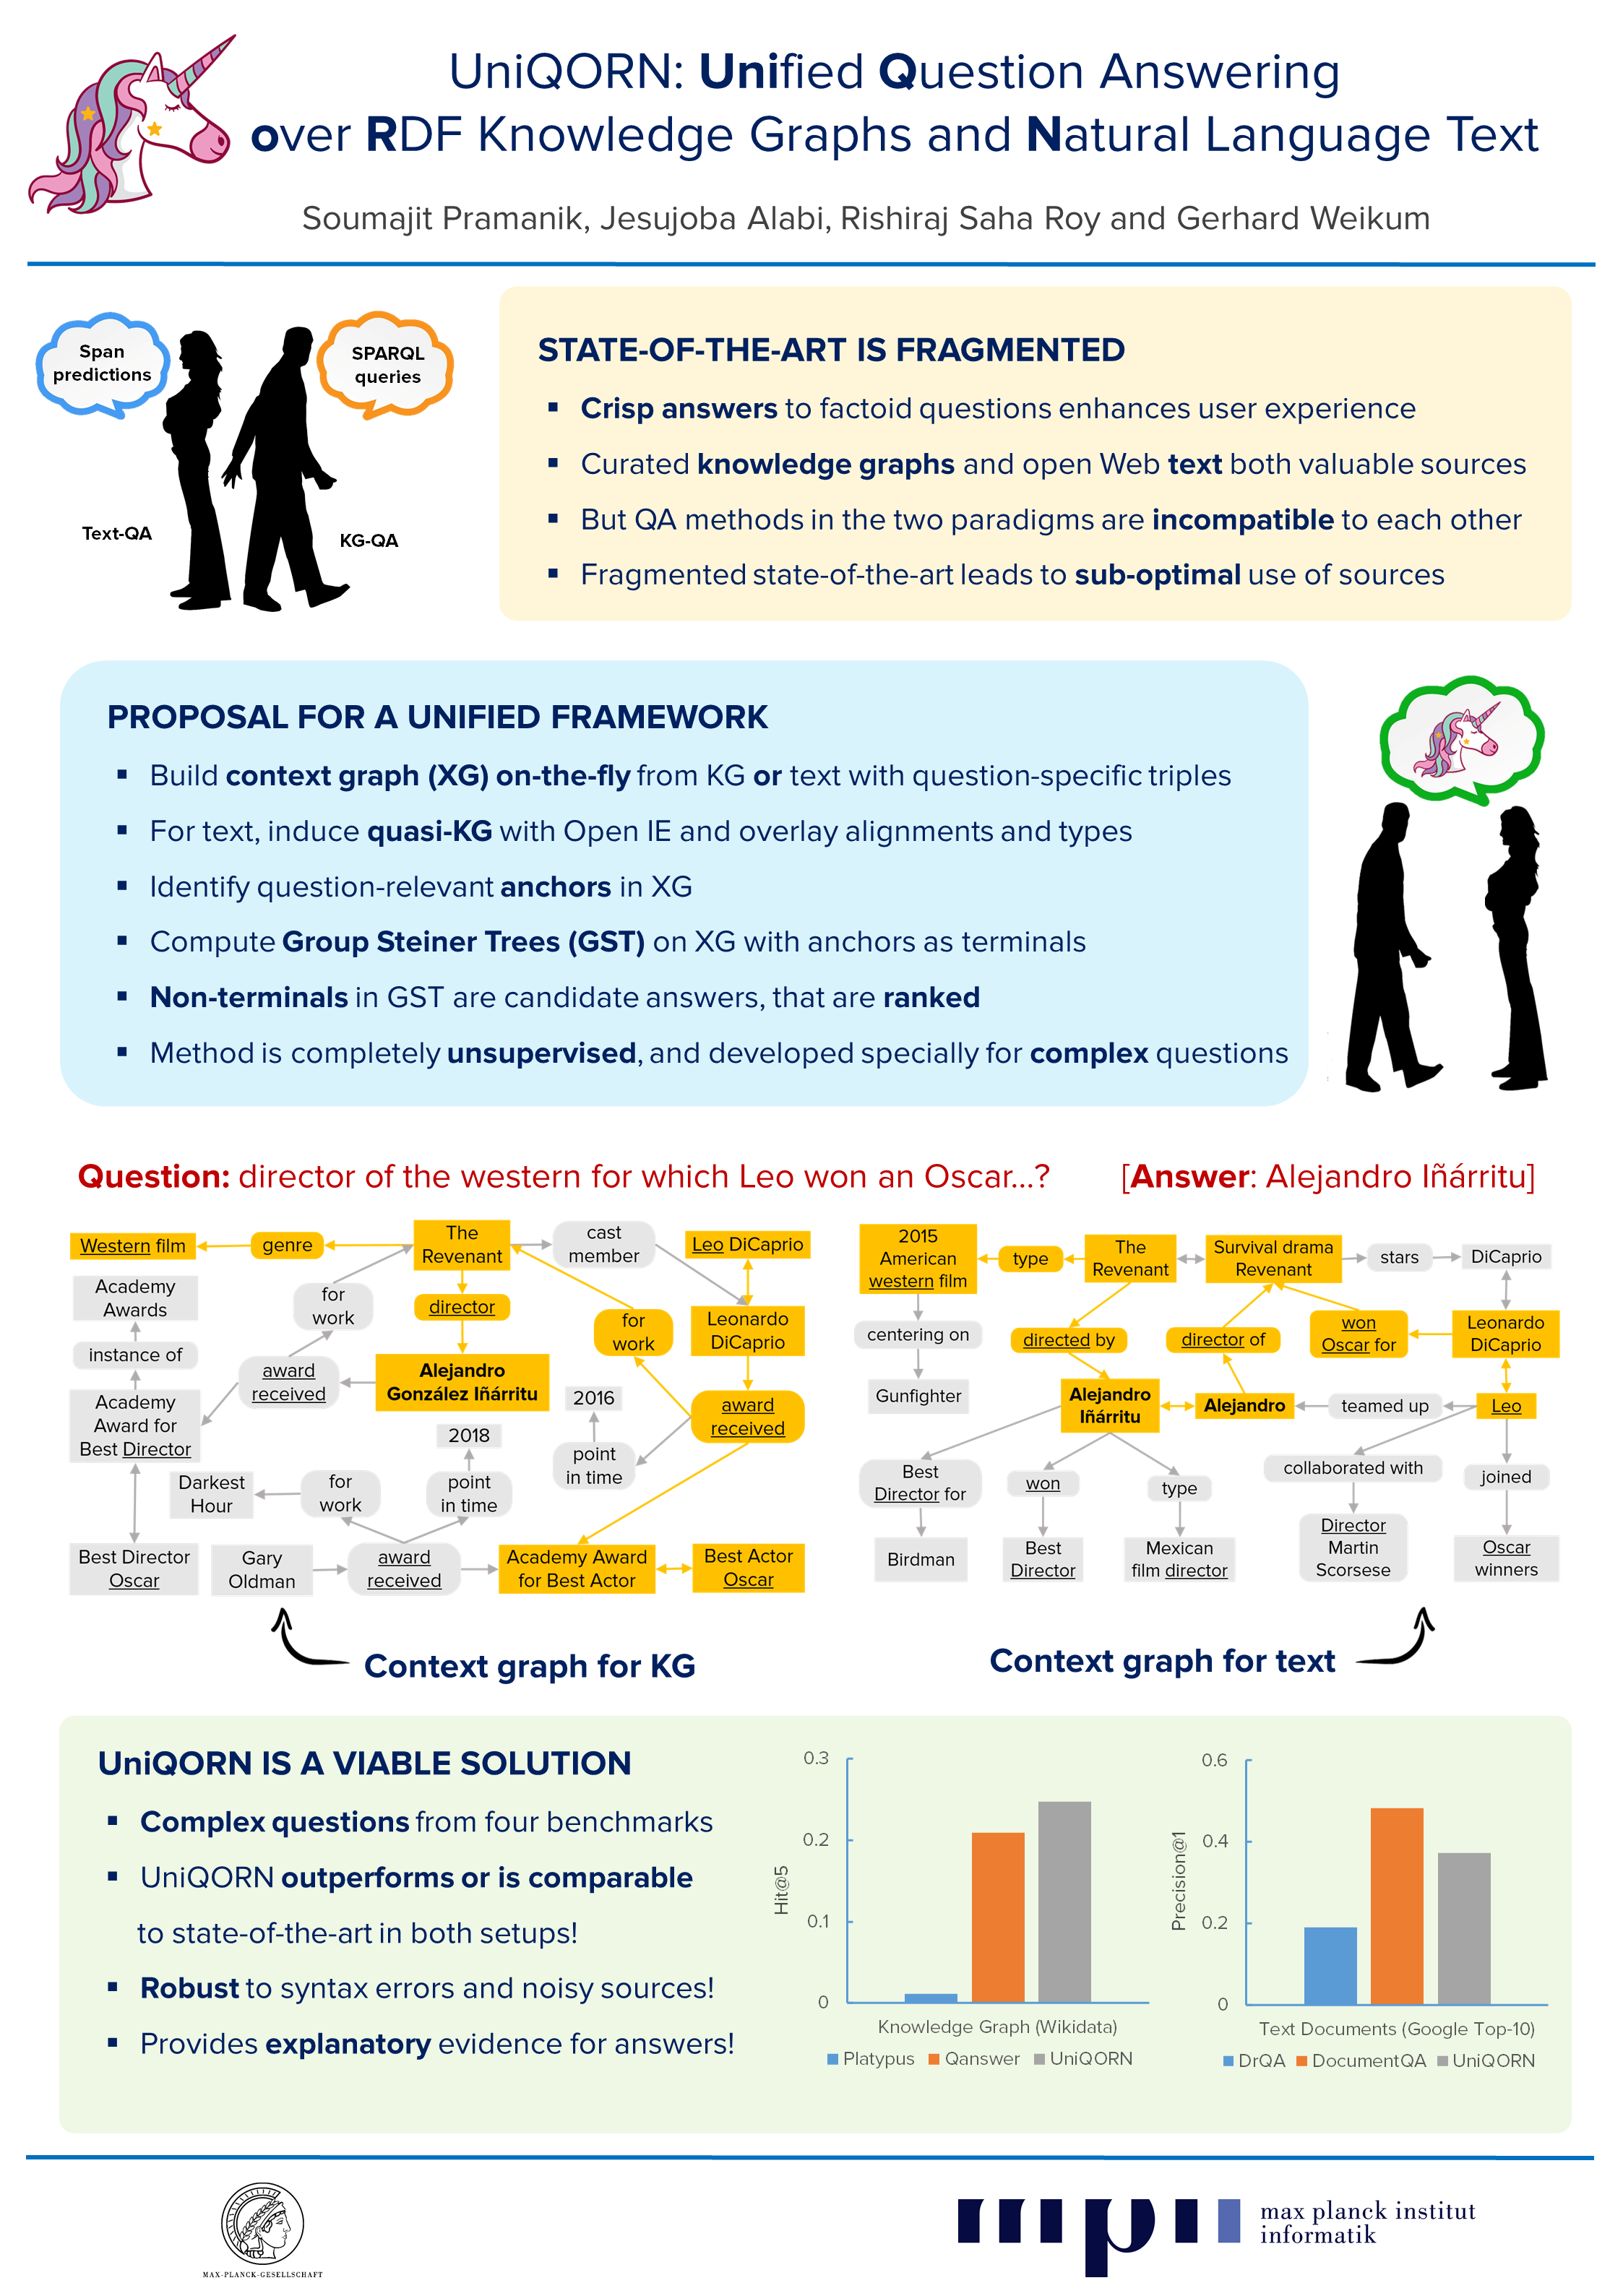 UniQORN: Unified Question Answering
over RDF Knowledge Graphs and Natural Language Text
Soumajit Pramanik, Jesujoba Alabi, Rishiraj Saha Roy and Gerhard Weikum
Span
predictions
SPARQL
queries
Text-QA
KG-QA
STATE-OF-THE-ART IS FRAGMENTED
▪ Crisp answers to factoid questions enhances user experience
▪ Curated knowledge graphs and open Web text both valuable sources
▪ But QA methods in the two paradigms are incompatible to each other
▪ Fragmented state-of-the-art leads to sub-optimal use of sources
PROPOSAL FOR A UNIFIED FRAMEWORK
▪ Build context graph (XG) on-the-fly from KG or text with question-specific triples
▪ For text, induce quasi-KG with Open IE and overlay alignments and types
▪ Identify question-relevant anchors in XG
▪ Compute Group Steiner Trees (GST) on XG with anchors as terminals
▪ Non-terminals in GST are candidate answers, that are ranked
▪ Method is completely unsupervised, and developed specially for complex questions
Question: director of the western for which Leo won an Oscar...? [Answer: Alejandro Iñárritu]
Western film
genre
The
Revenant
cast
member
Leo DiCaprio
Academy
Awards
for
work
director
for
work
Leonardo
DiCaprio
instance of
award
received
Alejandro
González Iñárritu
2016
award
received
Academy
Award for
Best Director
2018
point
in time
Darkest
Hour
for
work
point
in time
Best Director
Oscar
Gary
Oldman
award
received
Academy Award
for Best Actor
Best Actor
Oscar
Context graph for KG
2015
American
western film
type
The
Revenant
Survival drama
Revenant
stars
DiCaprio
centering on
directed by
director of
won
Oscar for
Leonardo
DiCaprio
Gunfighter
Alejandro
Iñárritu
Alejandro
teamed up
Leo
Best
Director for
won
type
collaborated with
joined
Birdman
Best
Director
Mexican
film director
Director
Martin
Scorsese
Oscar
winners
Context graph for text
UniQORN IS A VIABLE SOLUTION
▪ Complex questions from four benchmarks
▪ UniQORN outperforms or is comparable
to state-of-the-art in both setups!
▪ Robust to syntax errors and noisy sources!
▪ Provides explanatory evidence for answers!
0.3
0.2
0.1
0
Hit@5
Knowledge Graph (Wikidata)
Platypus Qanswer UniQORN
0.6
0.4
0.2
0
Precision@1
Text Documents (Google Top-10)
DrQA DocumentQA UniQORN
MAX-PLANCK-GESELLSCHAFT
mpi
max planck institut
informatik